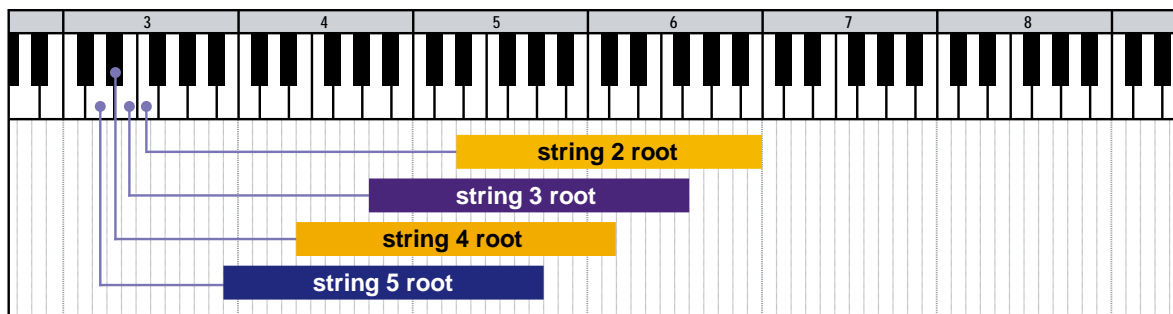 3 4 5 6 7 8
string 2 root
string 3 root
string 4 root
string 5 root